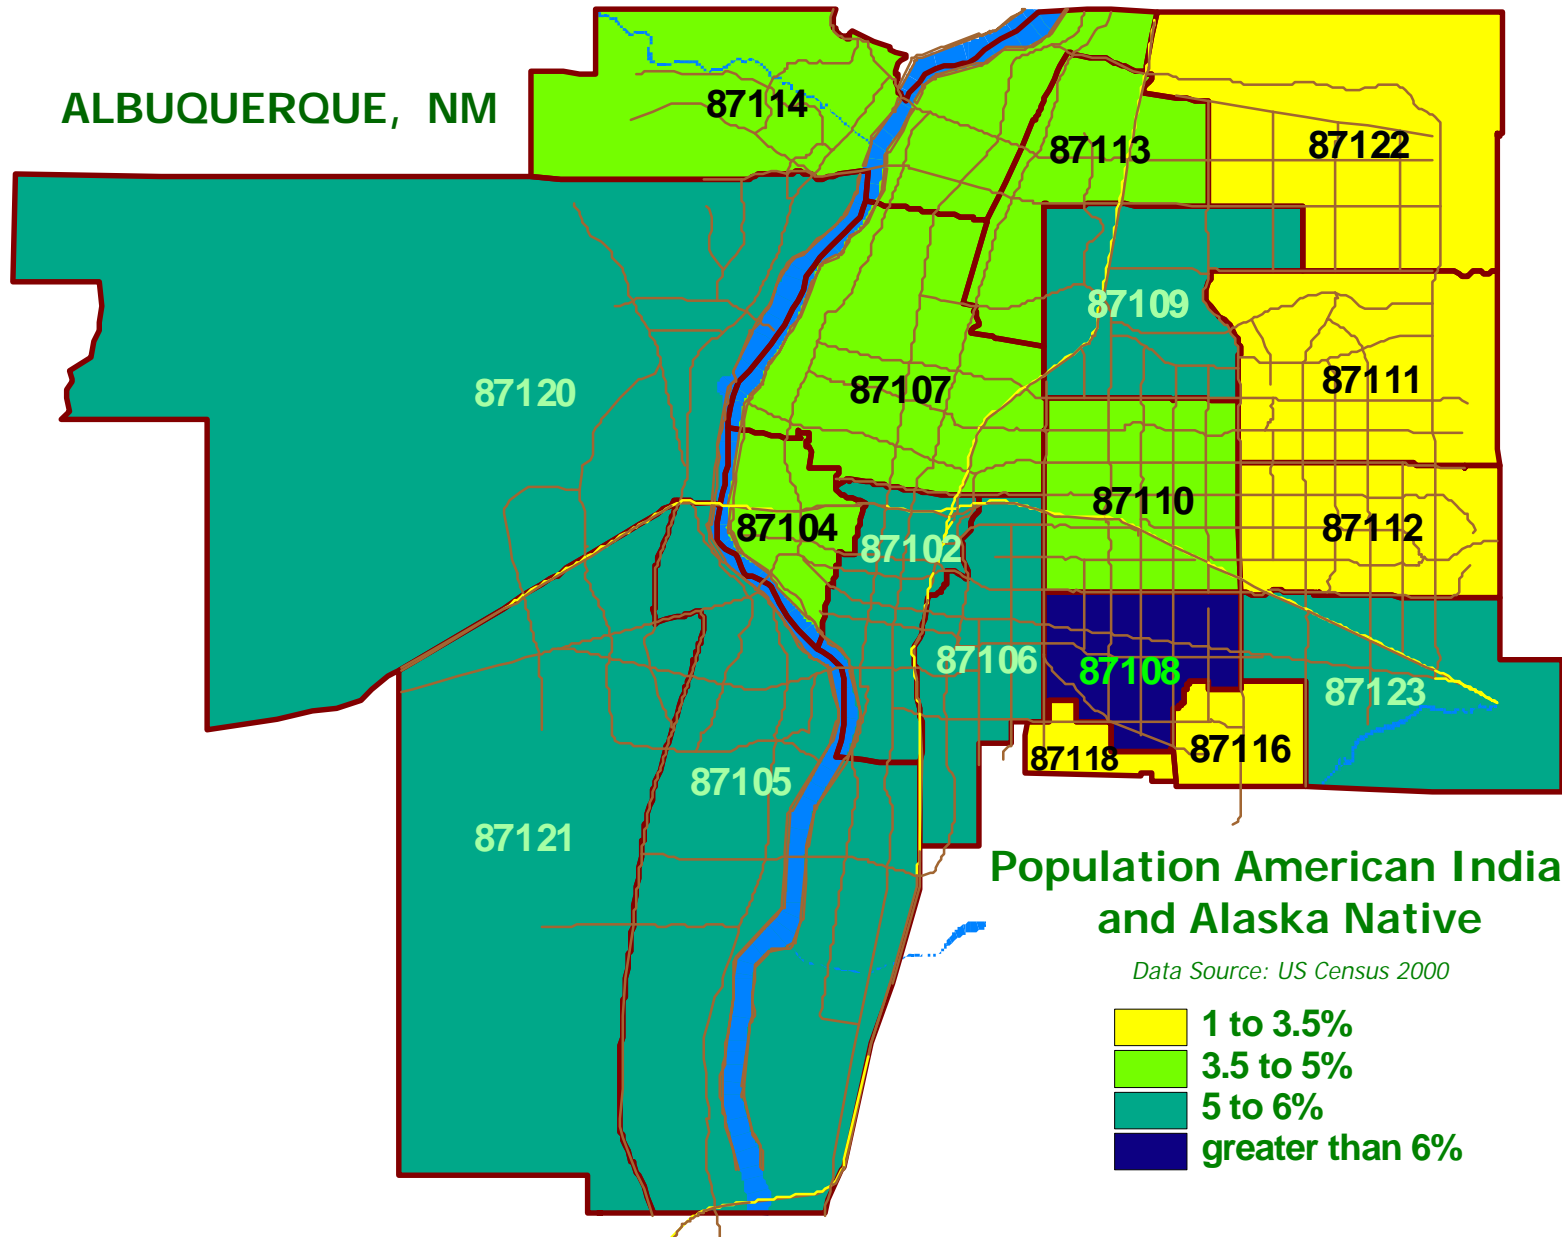 ALBUQUERQUE, NM
87114
87113
87122
87109
87120
87107
87111
87110
87104
87112
87102
87106
87108
87123
87118
87116
87105
87121
Population American India
and Alaska Native
Data Source: US Census 2000
1 to 3.5%
3.5 to 5%
5 to 6%
greater than 6%